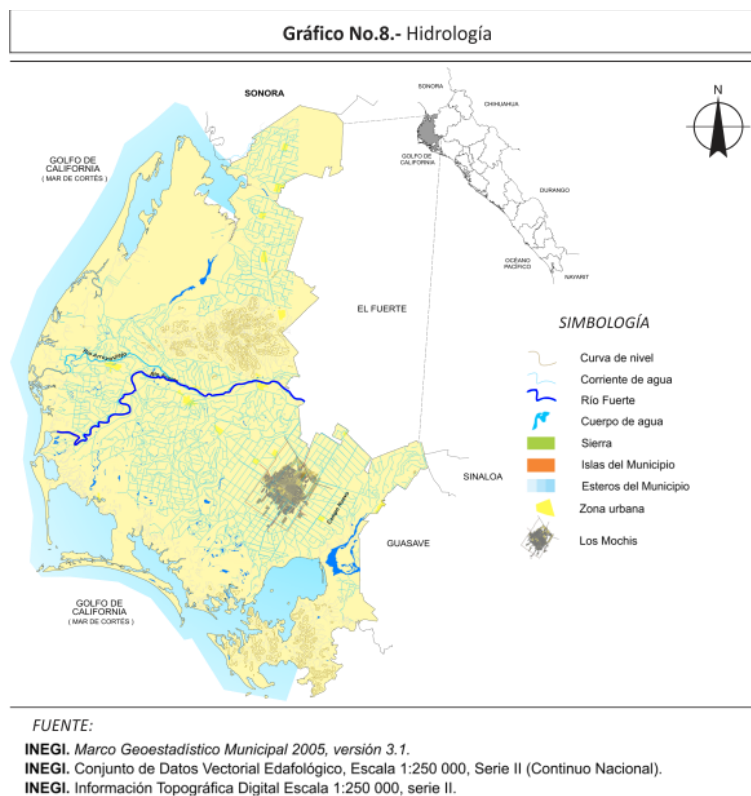 Gráfico No.8.- Hidrología
SONORA
GOLFO DE
CALIFORNIA
( MAR DE CORTÉS )
SONORA
CHIHUAHUA
GOLFO DE
CALIFORNIA
DURANGO
OCÉANO
PACÍFICO
NAYARIT
N
EL FUERTE
SINALOA
GUASAVE
GOLFO DE
CALIFORNIA
( MAR DE CORTÉS )
SIMBOLOGÍA
Curva de nivel
Corriente de agua
Río Fuerte
Cuerpo de agua
Sierra
Islas del Municipio
Esteros del Municipio
Zona urbana
Los Mochis
FUENTE:
INEGI. Marco Geoestadístico Municipal 2005, versión 3.1.
INEGI. Conjunto de Datos Vectorial Edafológico, Escala 1:250 000, Serie II (Continuo Nacional).
INEGI. Información Topográfica Digital Escala 1:250 000, serie II.